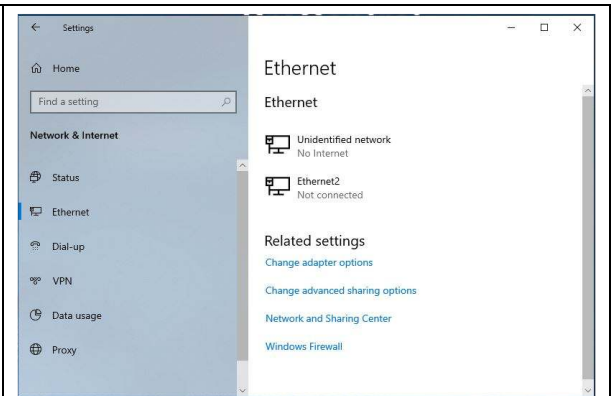 Settings
Home
Find a setting
Network & Internet
Status
Ethernet
Dial-up
VPN
Data usage
Proxy
Ethernet
Ethernet
Unidentified network
No Internet
Ethernet2
Not connected
Related settings
Change adapter options
Change advanced sharing options
Network and Sharing Center
Windows Firewall